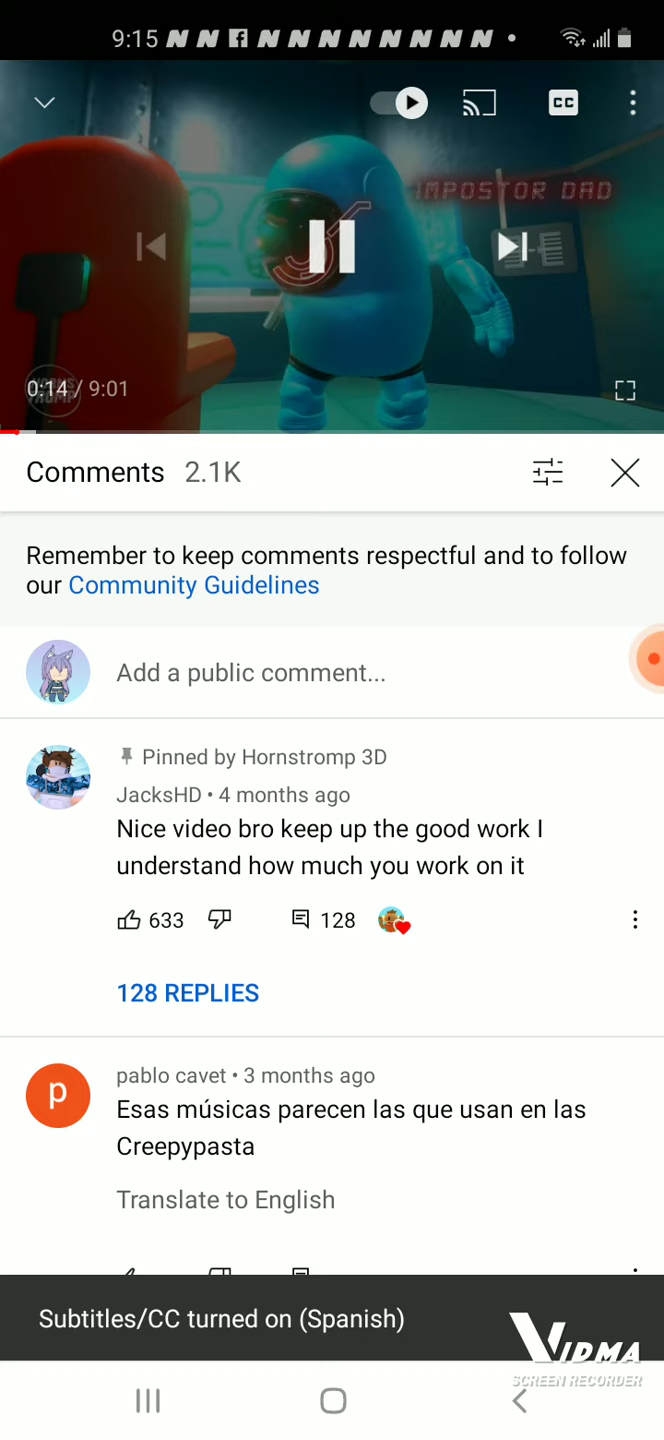 9:15
CC
IMPOSTOR DAD
0:14 / 9:01
Comments 2.1K
Remember to keep comments respectful and to follow
our Community Guidelines
Add a public comment...
Pinned by Hornstromp 3D
JacksHD • 4 months ago
Nice video bro keep up the good work I
understand how much you work on it
633 128
128 REPLIES
p
pablo cavet • 3 months ago
Esas músicas parecen las que usan en las
Creepypasta
Translate to English
Subtitles/CC turned on (Spanish)
VIDMA
SCREEN RECORDER